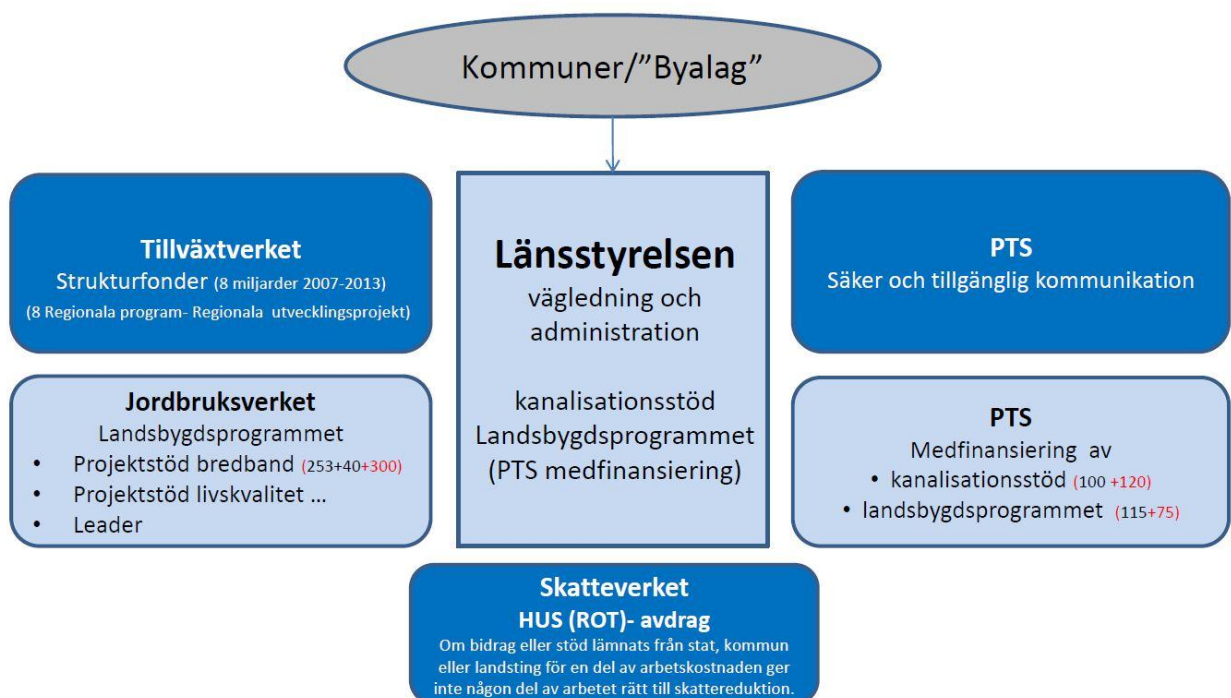 Kommuner/"Byalag"
Tillväxtverket
Strukturfonder (8 miljarder 2007-2013)
(8 Regionala program- Regionala utvecklingsprojekt)
Jordbruksverket
Landsbygdsprogrammet
• Projektstöd bredband (253+40+300)
• Projektstöd livskvalitet ...
• Leader
Länsstyrelsen
vägledning och
administration
kanalisationsstöd
Landsbygdsprogrammet
(PTS medfinansiering)
PTS
Säker och tillgänglig kommunikation
PTS
Medfinansiering av
• kanalisationsstöd (100 +120)
• landsbygdsprogrammet (115+75)
Skatteverket
HUS (ROT)- avdrag
Om bidrag eller stöd lämnats från stat, kommun
eller landsting för en del av arbetskostnaden ger
inte någon del av arbetet rätt till skattereduktion.